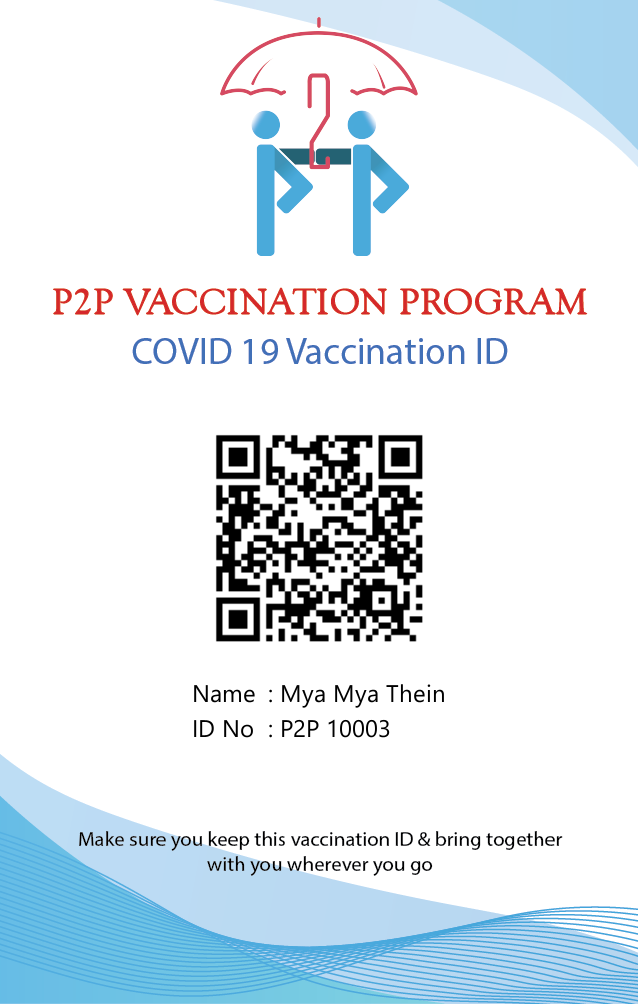 P2P VACCINATION PROGRAM
COVID 19 Vaccination ID
Name : Mya Mya Thein
ID No : P2P 10003
Make sure you keep this vaccination ID & bring together
with you wherever you go